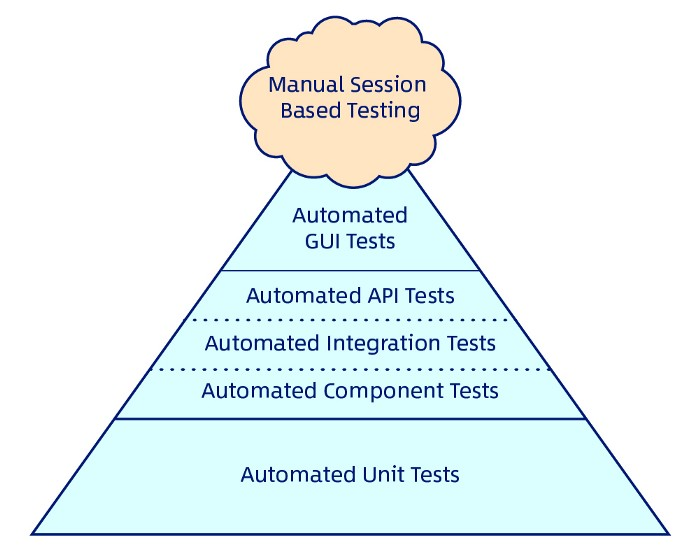 Manual Session
Based Testing
Automated
GUI Tests
Automated API Tests
Automated Integration Tests
Automated Component Tests
Automated Unit Tests